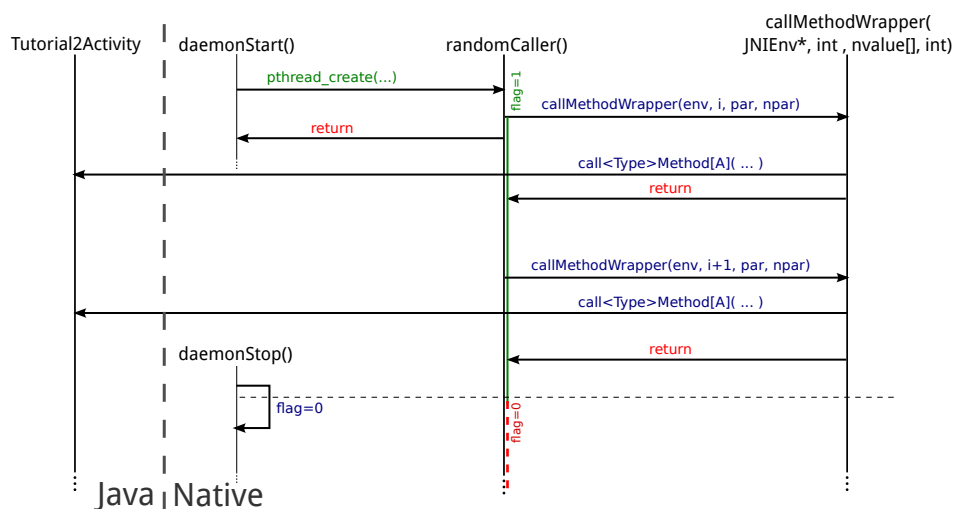 callMethodWrapper(
JNIEnv*, int , nvalue[], int)
Tutorial2Activity
daemonStart()
randomCaller()
pthread_create(...)
flag=1
callMethodWrapper(env, i, par, npar)
return
call<Type>Method[A]( ... )
return
callMethodWrapper(env, i+1, par, npar)
call<Type>Method[A]( ... )
return
daemonStop()
flag=0
flag=0
Java
Native